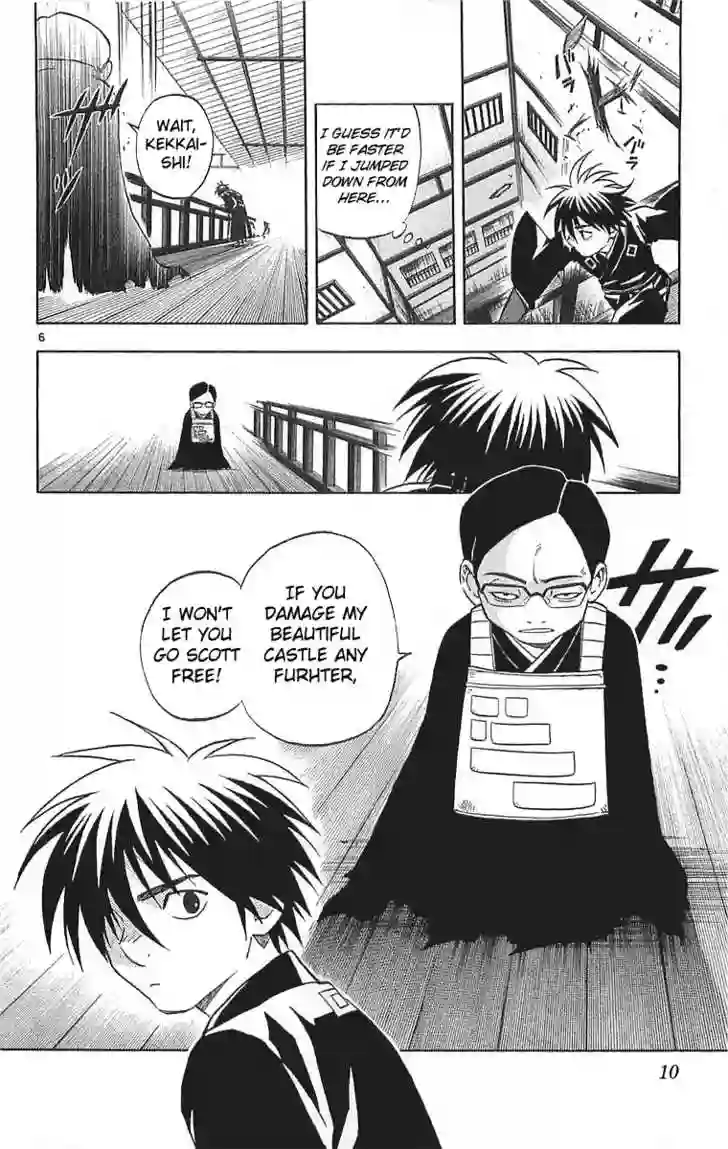 I GUESS IT'D
BE FASTER
IF I JUMPED
DOWN FROM
HERE...
WAIT,
KEKKAI-
SHI!
6
IF YOU
DAMAGE MY
BEAUTIFUL
CASTLE ANY
FURHTER,
I WON'T
LET YOU
GO SCOTT
FREE!
10